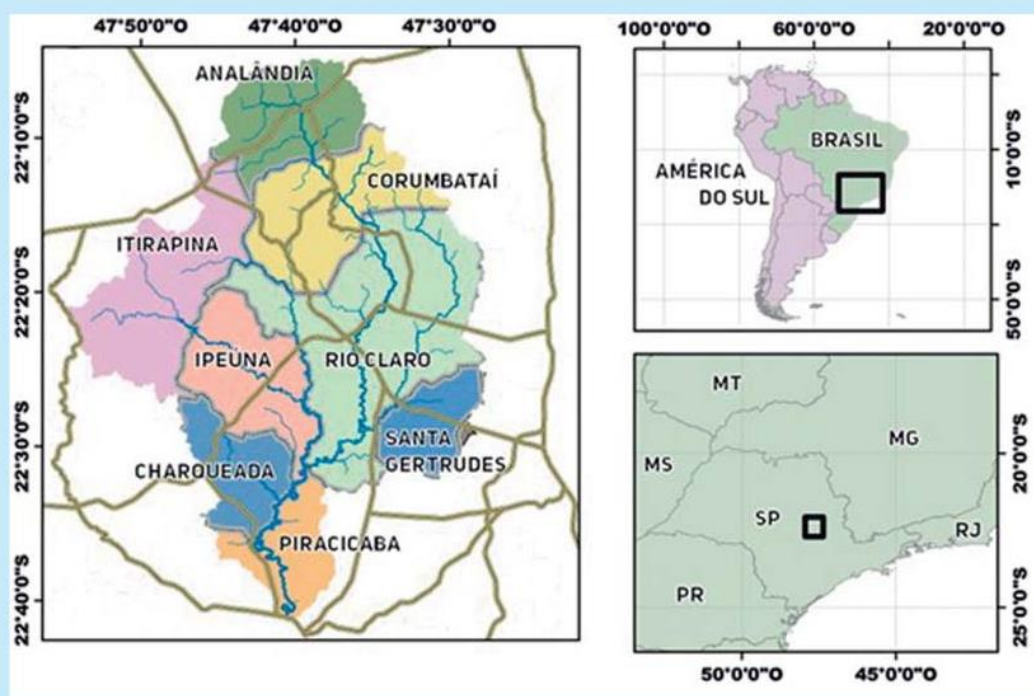 47°50'0"O 47°40'0"O 47°30'0"O
22°10'0"S
22°20'0"S
22°30'0"S
22°40'0"S
ANALÂNDIA
CORUMBATAÍ
ITIRAPINA
IPEÚNA
RIO CLARO
SANTA
GERTRUDES
CHARQUEADA
PIRACICABA
100°0'0"O 60°0'0"O 20°0'0"O
10°0'0"S
50°0'0"S
BRASIL
AMÉRICA
DO SUL
MT
MG
MS
SP
RJ
PR
20°0'0"S
25°0'0"S
50°0'0"O 45°0'0"O